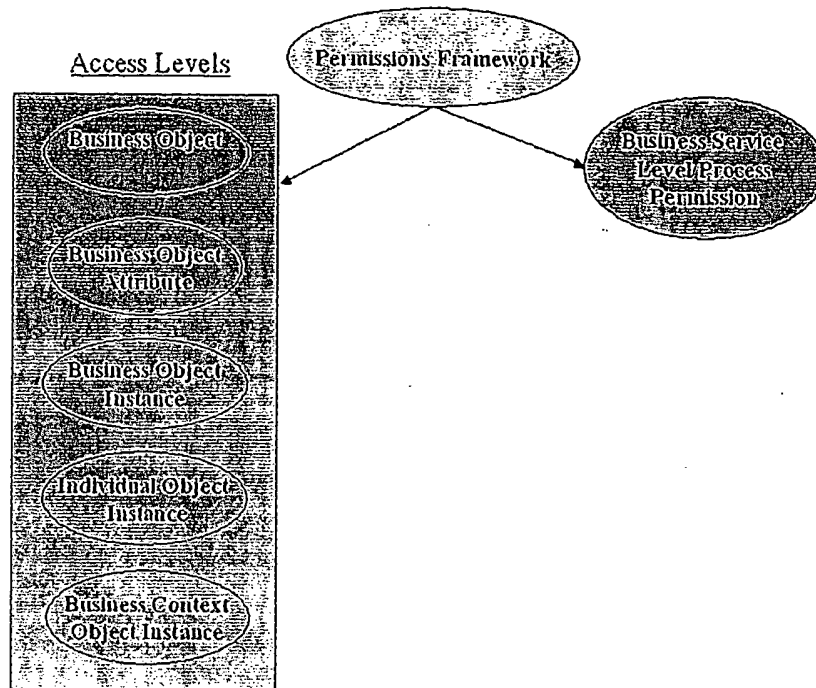 Permissions Framework
Access Levels
Business Object
Business Object
Attribute
Business Object
Instance
Individual Object
Instance
Business Context
Object Instance
Business Service
Level Process
Permission